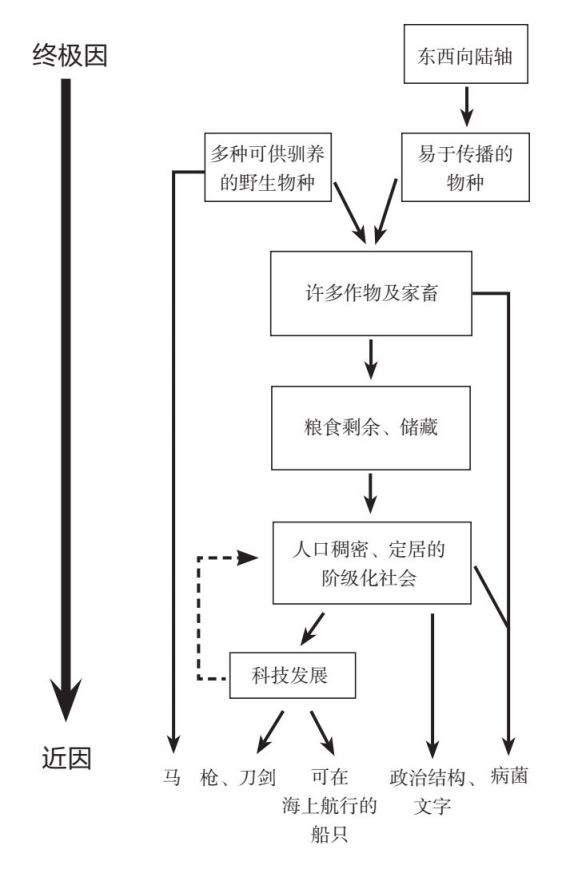 终极因
东西向陆轴
多种可供驯养
的野生物种
易于传播的
物种
许多作物及家畜
粮食剩余、储藏
人口稠密、定居的
阶级化社会
科技发展
近因
马
枪、刀剑
可在
海上航行的
船只
政治结构、
文字
病菌